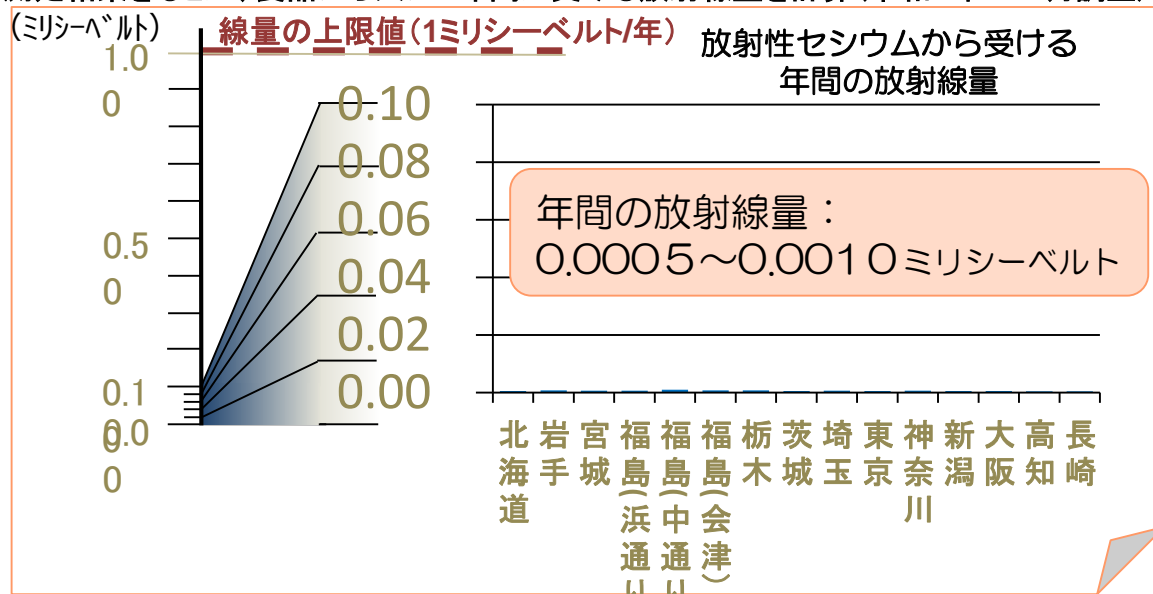 (ミリシーベルト)
線量の上限値(1ミリシーベルト/年)
放射性セシウムから受ける
年間の放射線量
1.0
0
0.5
0
0.1
0
0.0
0
0.10
0.08
0.06
0.04
0.02
0.00
年間の放射線量：
0.0005～0.0010ミリシーベルト
北海道
岩手
宮城
福島(浜通り
福島(中通り
福島(会津)
栃木
茨城
埼玉
東京
神奈川
新潟
大阪
高知
長崎